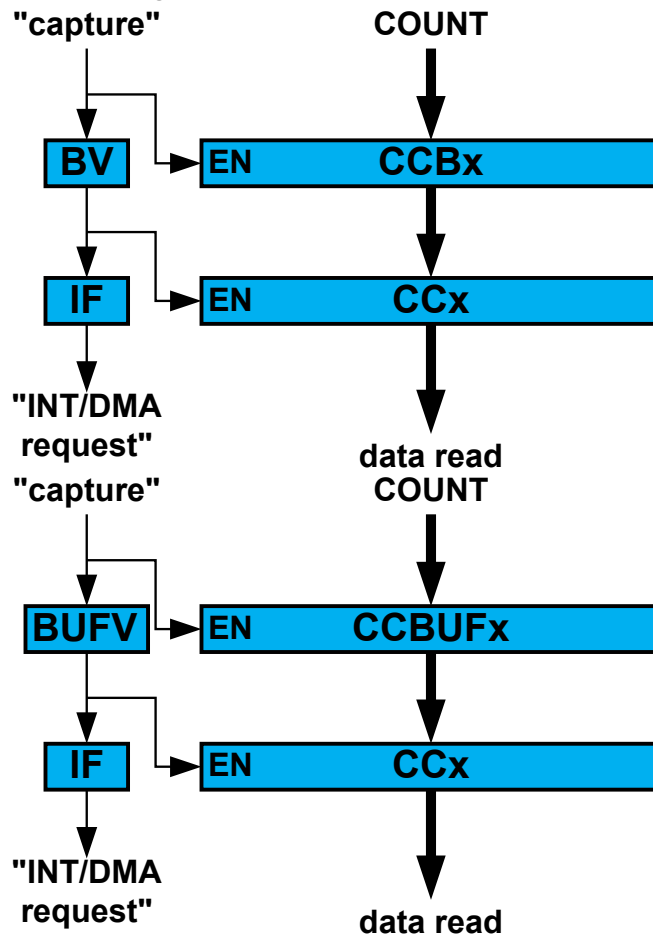 "capture" COUNT
BV EN CCBx
IF EN CCx
"INT/DMA
request"
data read
"capture" COUNT
BUFV EN CCBUFx
IF EN CCx
"INT/DMA
request"
data read